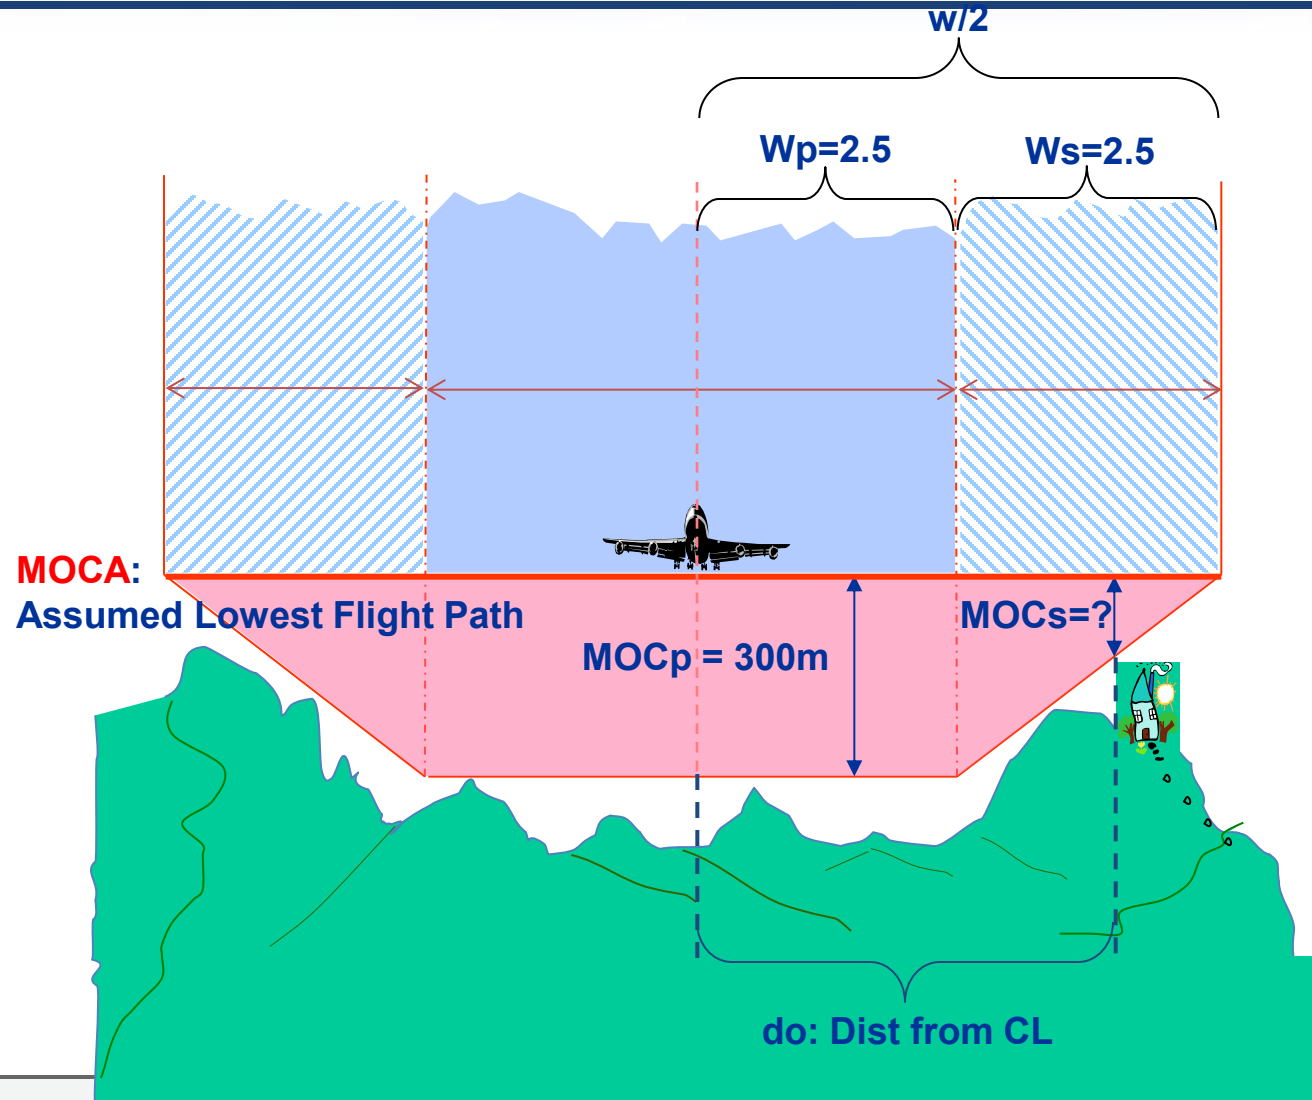 w/2
Wp=2.5
Ws=2.5
MOCA:
Assumed Lowest Flight Path
MOCs=?
MOCp = 300m
do: Dist from CL